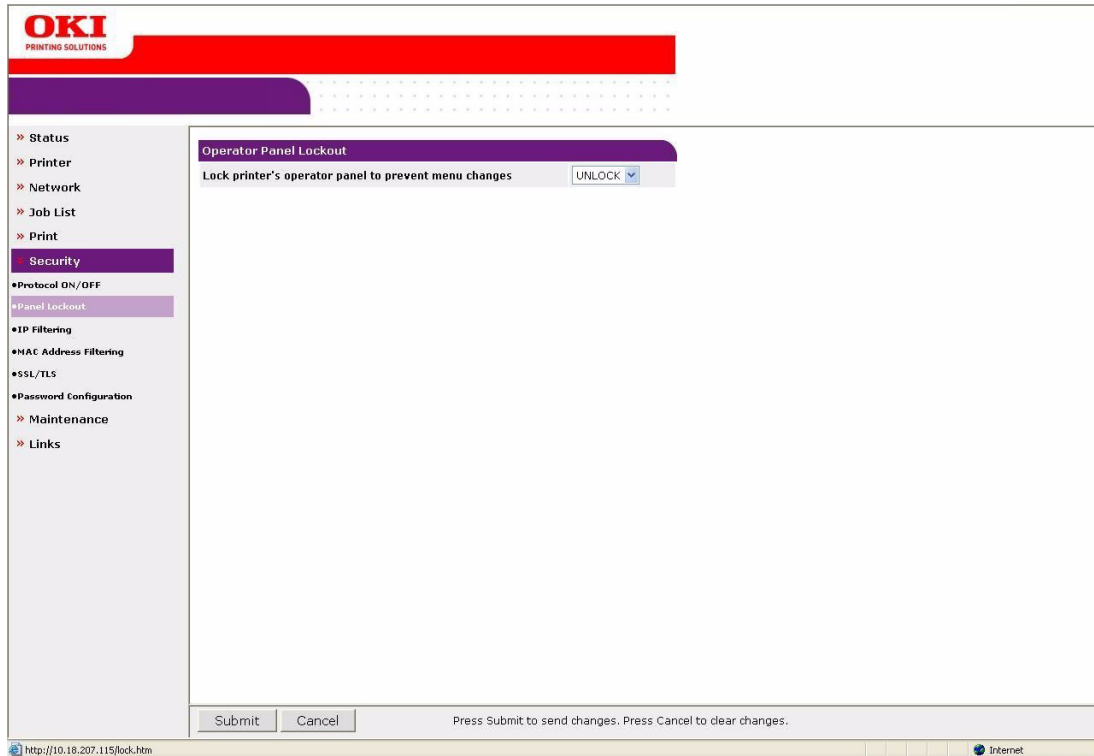 OKI
PRINTING SOLUTIONS
» Status
» Printer
» Network
» Job List
» Print
» Security
•Protocol ON/OFF
•Panel Lockout
•IP Filtering
•MAC Address Filtering
•SSL/TLS
•Password Configuration
» Maintenance
» Links
Operator Panel Lockout
Lock printer's operator panel to prevent menu changes UNLOCK
Submit Cancel Press Submit to send changes. Press Cancel to clear changes.
http://10.18.207.115/lock.htm Internet